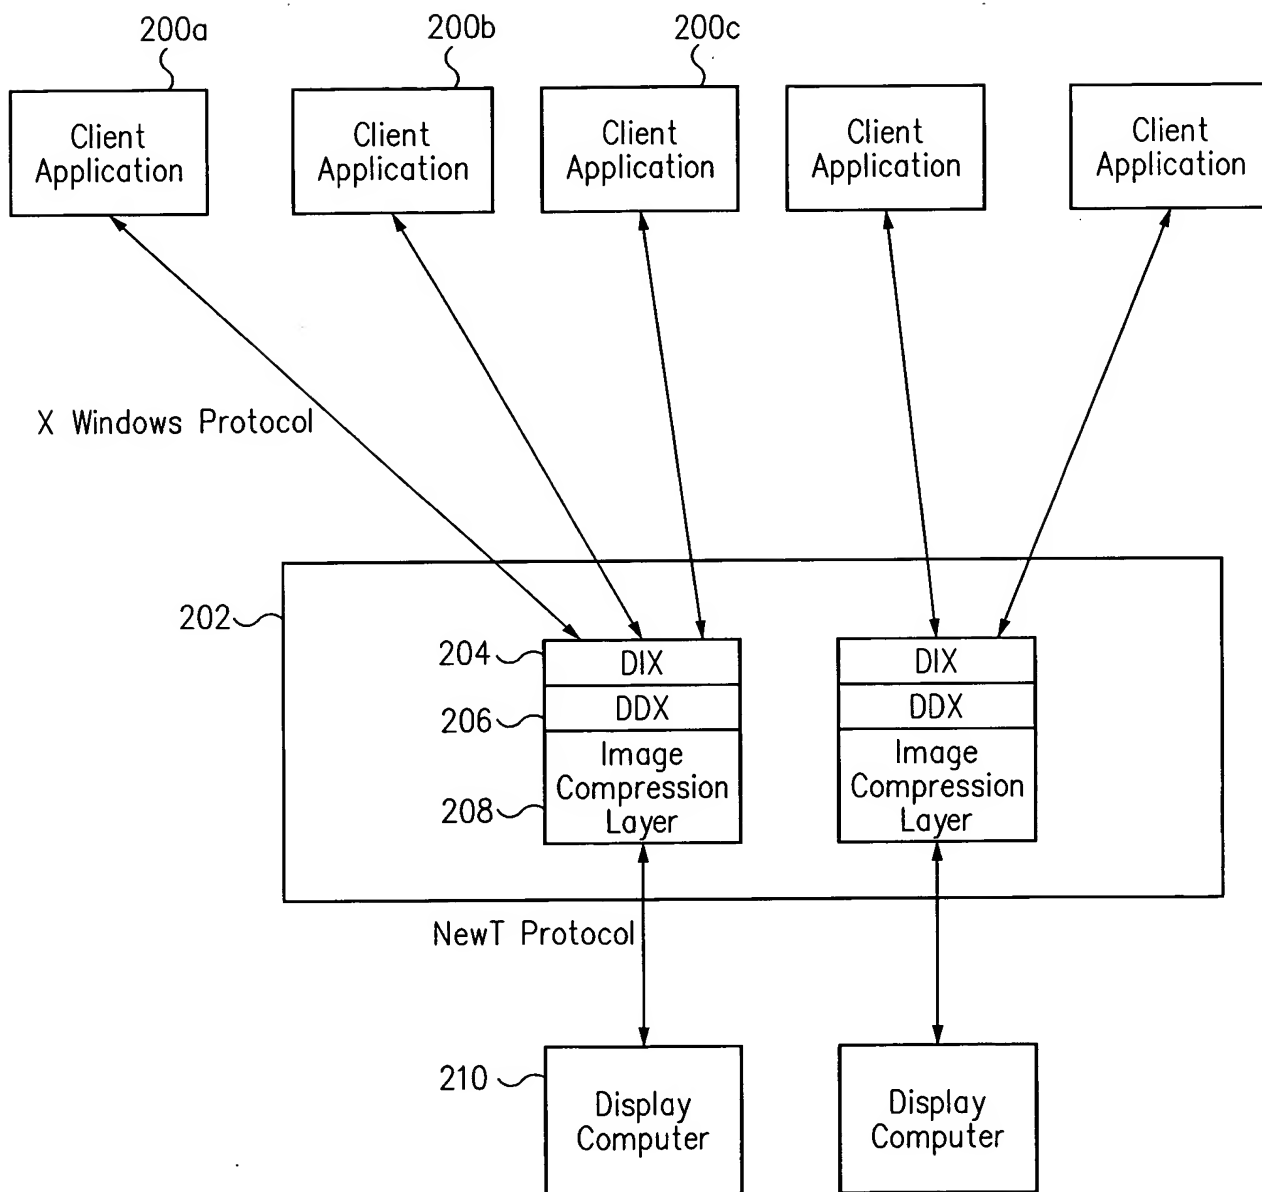 200a
200b
200c
Client
Application
Client
Application
Client
Application
Client
Application
Client
Application
X Windows Protocol
202
204
206
208
DIX
DDX
Image
Compression
Layer
DIX
DDX
Image
Compression
Layer
NewT Protocol
210
Display
Computer
Display
Computer